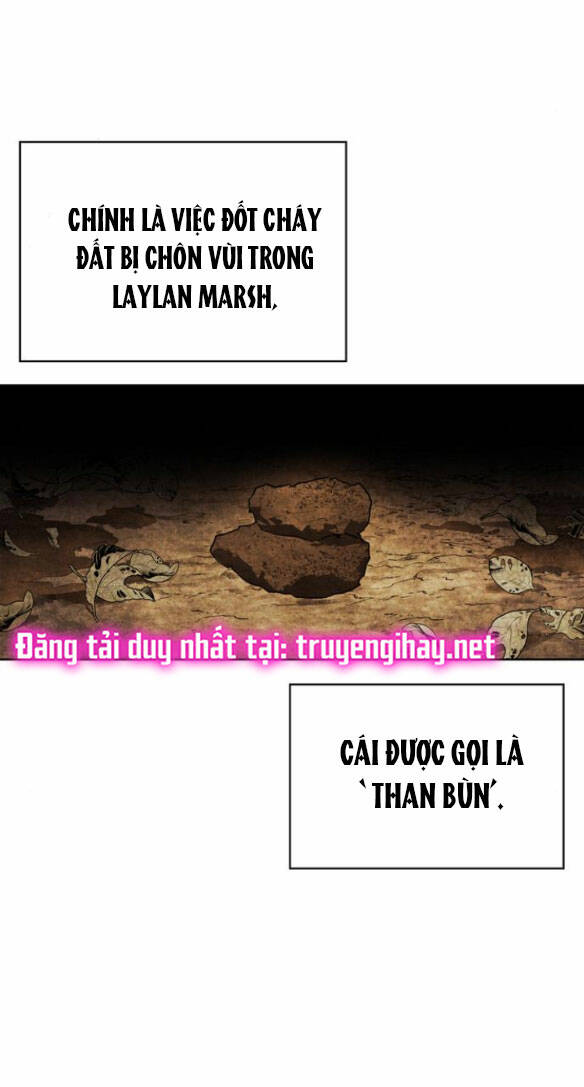 CHÍNH LÀ VIỆC ĐỐT CHÁY
ĐẤT BỊ CHÔN VÙI TRONG
LAYLAN MARSH,
Đăng tải duy nhất tại: truyengihay.net
CÁI ĐƯỢC GỌI LÀ
‘THAN BÙN’.